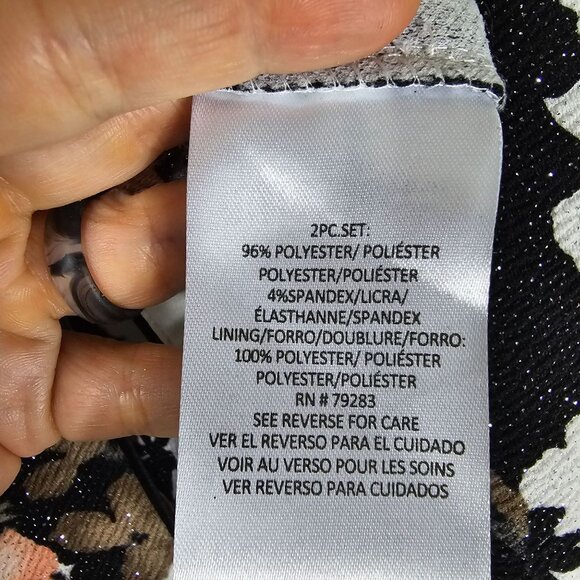 2PC.SET:
96% POLYESTER/ POLIÉSTER
POLYESTER/POLIÉSTER
4%SPANDEX/LICRA/
ÉLASTHANNE/SPANDEX
LINING/FORRO/DOUBLURE/FORRO:
100% POLYESTER/ POLIÉSTER
POLYESTER/POLIÉSTER
RN # 79283
SEE REVERSE FOR CARE
VER EL REVERSO PARA EL CUIDADO
VOIR AU VERSO POUR LES SOINS
VER REVERSO PARA CUIDADOS